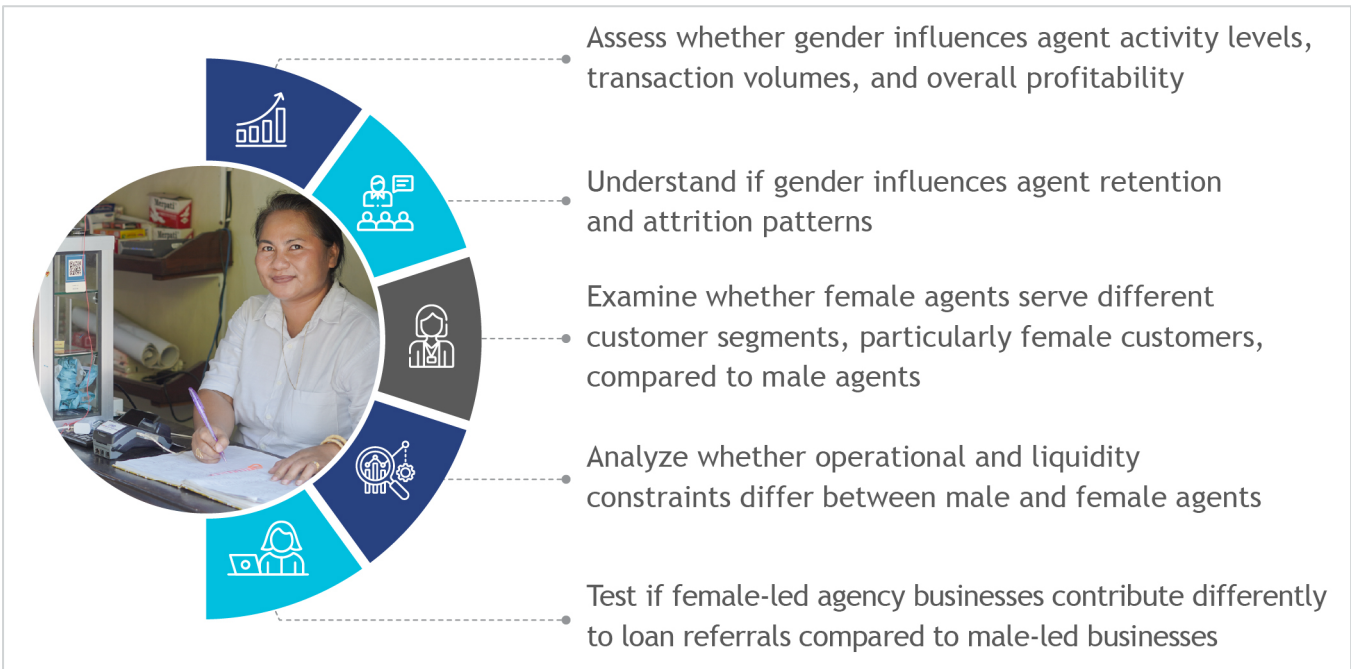 Assess whether gender influences agent activity levels,
transaction volumes, and overall profitability
Understand if gender influences agent retention
and attrition patterns
Examine whether female agents serve different
customer segments, particularly female customers,
compared to male agents
Analyze whether operational and liquidity
constraints differ between male and female agents
Test if female-led agency businesses contribute differently
to loan referrals compared to male-led businesses
Merpati